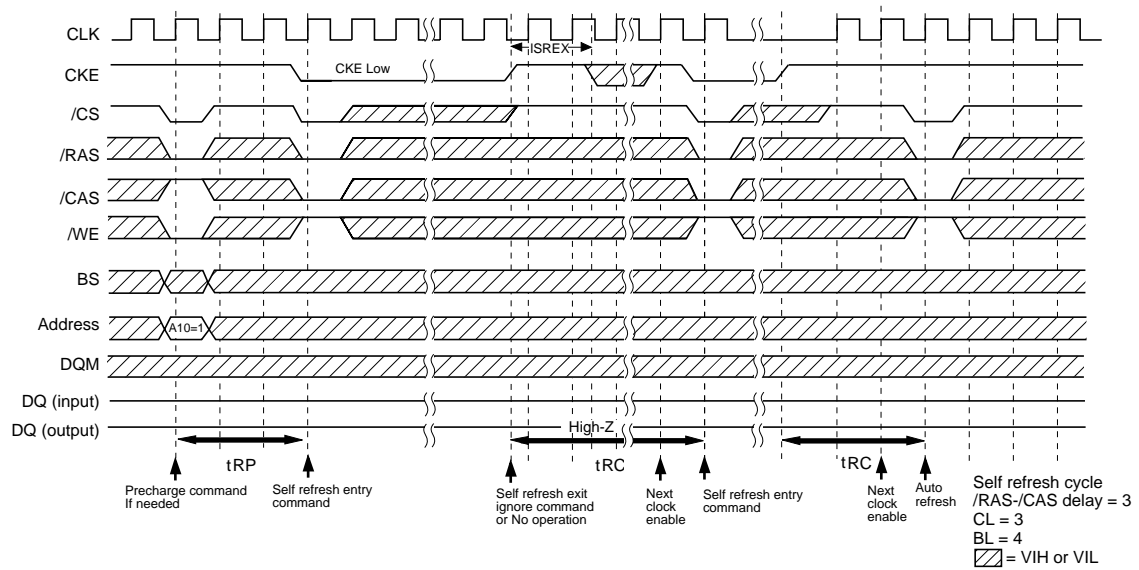 CLK
lSREX
CKE
CKE Low
/CS
/RAS
/CAS
/WE
BS
Address
A10=1
DQM
DQ (input)
DQ (output)
High-Z
tRP
tRC
tRC
Precharge command
If needed
Self refresh entry
command
Self refresh exit
ignore command
or No operation
Next
clock
enable
Self refresh entry
command
Next
clock
enable
Auto
refresh
Self refresh cycle
/RAS-/CAS delay = 3
CL = 3
BL = 4
= VIH or VIL